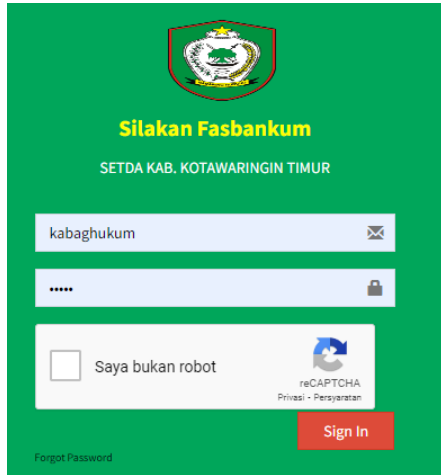 Silakan Fasbankum
SETDA KAB. KOTAWARINGIN TIMUR
kabaghukum
•••••
Saya bukan robot
reCAPTCHA
Privasi - Persyaratan
Sign In
Forgot Password